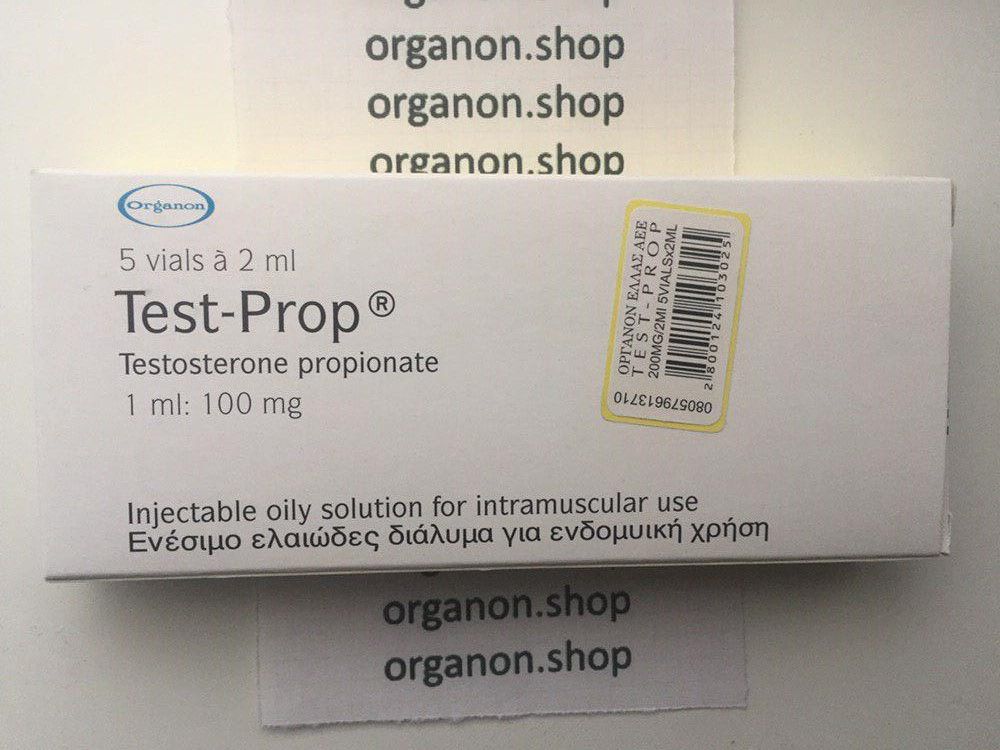 organon.shop
organon.shop
organon.shop
Organon
5 vials à 2 ml
Test-Prop®
Testosterone propionate
1 ml: 100 mg
Injectable oily solution for intramuscular use
Ενέσιμο ελαιώδες διάλυμα για ενδομυική χρήση
ΟΡΓΑΝΟΝ ΕΛΛΑΣ ΑΕΕ
TEST-PROP
200MG/2Ml 5VIALSx2ML
2800124103025
080579613710
organon.shop
organon.shop